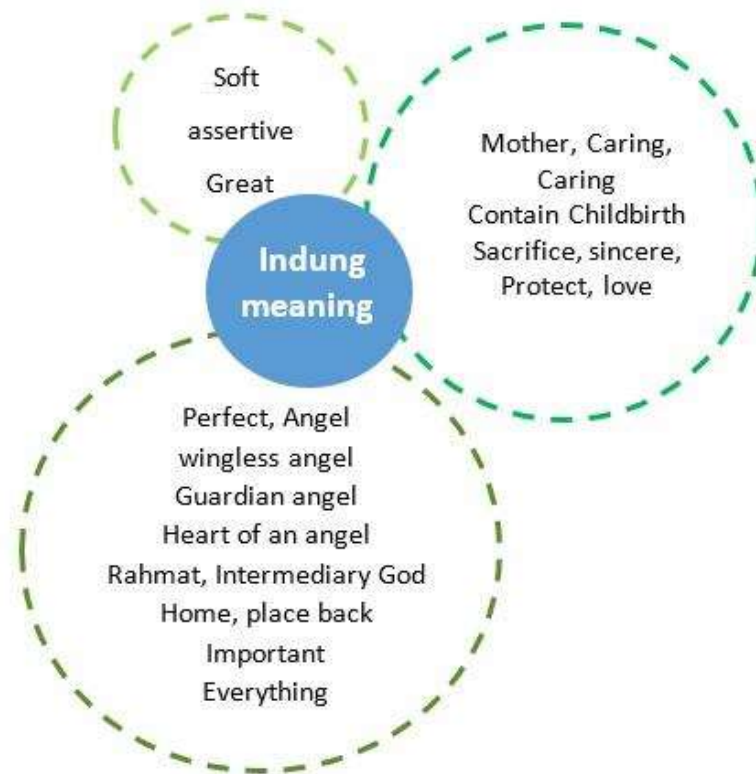 Soft
assertive
Great
Mother, Caring,
Caring
Contain Childbirth
Sacrifice, sincere,
Protect, love
Indung
meaning
Perfect, Angel
wingless angel
Guardian angel
Heart of an angel
Rahmat, Intermediary God
Home, place back
Important
Everything